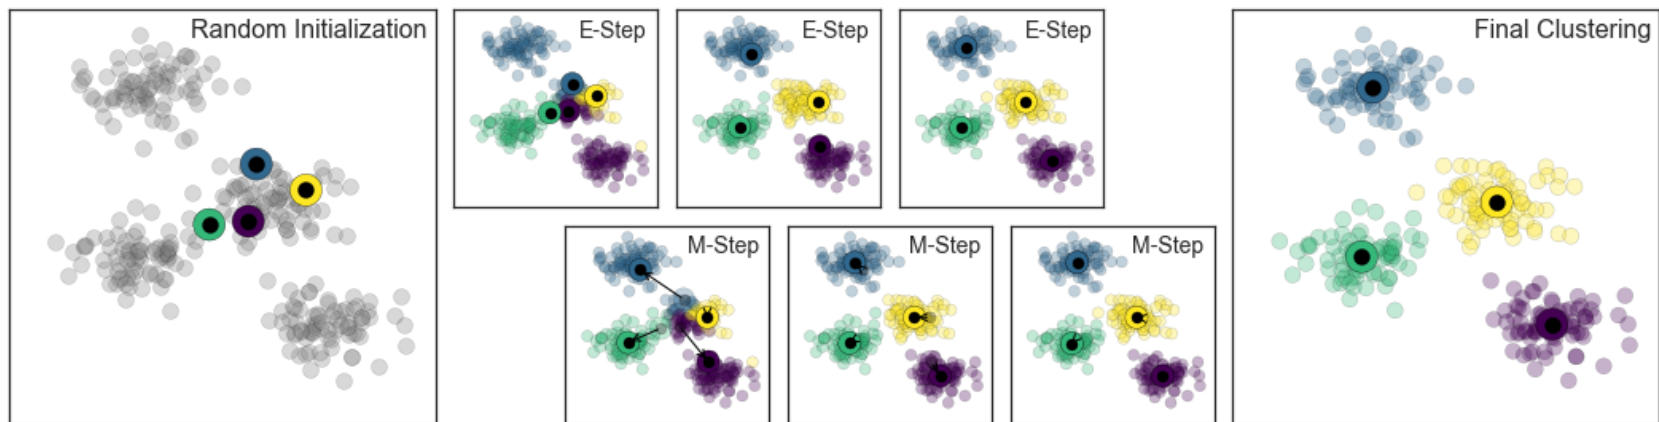 Random Initialization
E-Step
E-Step
E-Step
Final Clustering
M-Step
M-Step
M-Step